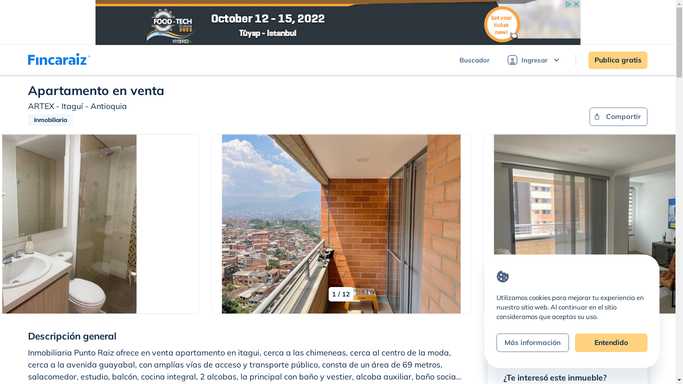 FOOD-TECH
October 12 - 15, 2022
Tüyap - Istanbul
Get your
ticket
now!
Fincaraiz
Buscador
Ingresar
Publica gratis
Apartamento en venta
ARTEX - Itaguí - Antioquia
Inmobiliaria
Compartir
1 / 12
Utilizamos cookies para mejorar tu experiencia en
nuestro sitio web. Al continuar en el sitio
consideramos que aceptas su uso.
Más información
Entendido
Descripción general
Inmobiliaria Punto Raiz ofrece en venta apartamento en itagui, cerca a las chimeneas, cerca al centro de la moda,
cerca a la avenida guayabal, con amplias vías de acceso y transporte público, consta de un área de 69 metros,
salacomedor, estudio, balcón, cocina integral, 2 alcobas, la principal con baño y vestier, alcoba auxiliar, baño socia...
¿Te interesó este inmueble?